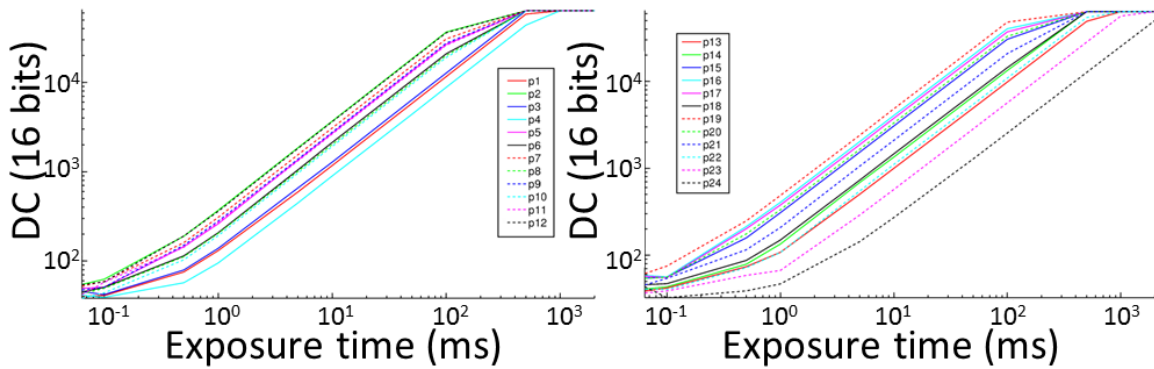 DC (16 bits)
10^4
10^3
10^2
10^-1
10^0
10^1
10^2
10^3
Exposure time (ms)
p1
p2
p3
p4
p5
p6
p7
p8
p9
p10
p11
p12
DC (16 bits)
10^4
10^3
10^2
10^-1
10^0
10^1
10^2
10^3
Exposure time (ms)
p13
p14
p15
p16
p17
p18
p19
p20
p21
p22
p23
p24